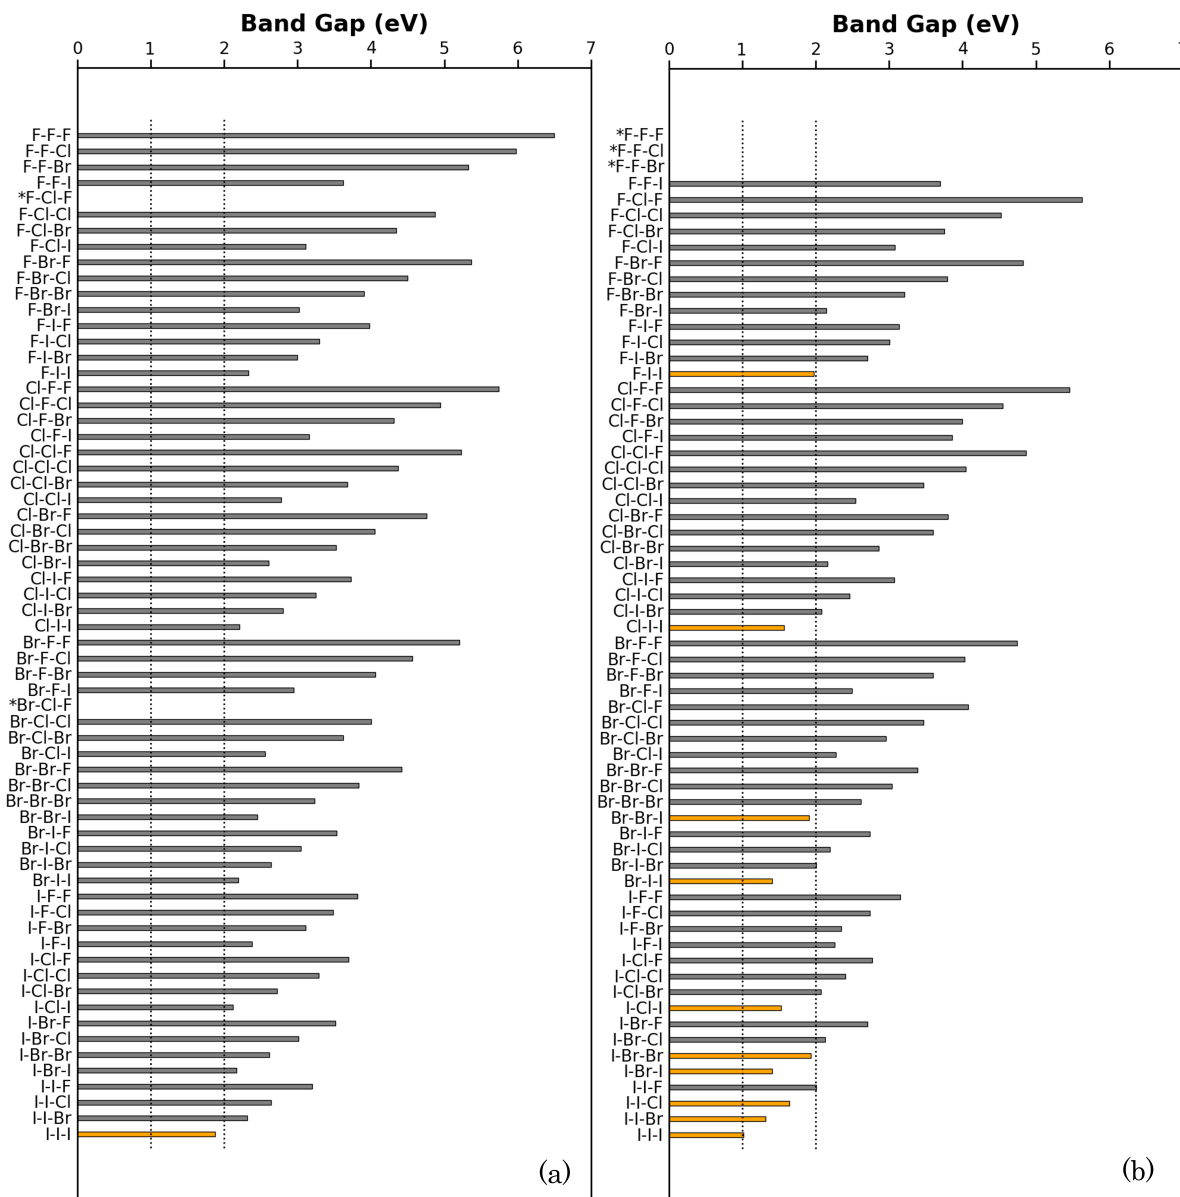 Band Gap (eV)
0 1 2 3 4 5 6 7
F-F-F
F-F-Cl
F-F-Br
F-F-I
*F-Cl-F
F-Cl-Cl
F-Cl-Br
F-Cl-I
F-Br-F
F-Br-Cl
F-Br-Br
F-Br-I
F-I-F
F-I-Cl
F-I-Br
F-I-I
Cl-F-F
Cl-F-Cl
Cl-F-Br
Cl-F-I
Cl-Cl-F
Cl-Cl-Cl
Cl-Cl-Br
Cl-Cl-I
Cl-Br-F
Cl-Br-Cl
Cl-Br-Br
Cl-Br-I
Cl-I-F
Cl-I-Cl
Cl-I-Br
Cl-I-I
Br-F-F
Br-F-Cl
Br-F-Br
Br-F-I
*Br-Cl-F
Br-Cl-Cl
Br-Cl-Br
Br-Cl-I
Br-Br-F
Br-Br-Cl
Br-Br-Br
Br-Br-I
Br-I-F
Br-I-Cl
Br-I-Br
Br-I-I
I-F-F
I-F-Cl
I-F-Br
I-F-I
I-Cl-F
I-Cl-Cl
I-Cl-Br
I-Cl-I
I-Br-F
I-Br-Cl
I-Br-Br
I-Br-I
I-I-F
I-I-Cl
I-I-Br
I-I-I
(a)
Band Gap (eV)
0 1 2 3 4 5 6
*F-F-F
*F-F-Cl
*F-F-Br
F-F-I
F-Cl-F
F-Cl-Cl
F-Cl-Br
F-Cl-I
F-Br-F
F-Br-Cl
F-Br-Br
F-Br-I
F-I-F
F-I-Cl
F-I-Br
F-I-I
Cl-F-F
Cl-F-Cl
Cl-F-Br
Cl-F-I
Cl-Cl-F
Cl-Cl-Cl
Cl-Cl-Br
Cl-Cl-I
Cl-Br-F
Cl-Br-Cl
Cl-Br-Br
Cl-Br-I
Cl-I-F
Cl-I-Cl
Cl-I-Br
Cl-I-I
Br-F-F
Br-F-Cl
Br-F-Br
Br-F-I
Br-Cl-F
Br-Cl-Cl
Br-Cl-Br
Br-Cl-I
Br-Br-F
Br-Br-Cl
Br-Br-Br
Br-Br-I
Br-I-F
Br-I-Cl
Br-I-Br
Br-I-I
I-F-F
I-F-Cl
I-F-Br
I-F-I
I-Cl-F
I-Cl-Cl
I-Cl-Br
I-Cl-I
I-Br-F
I-Br-Cl
I-Br-Br
I-Br-I
I-I-F
I-I-Cl
I-I-Br
I-I-I
(b)